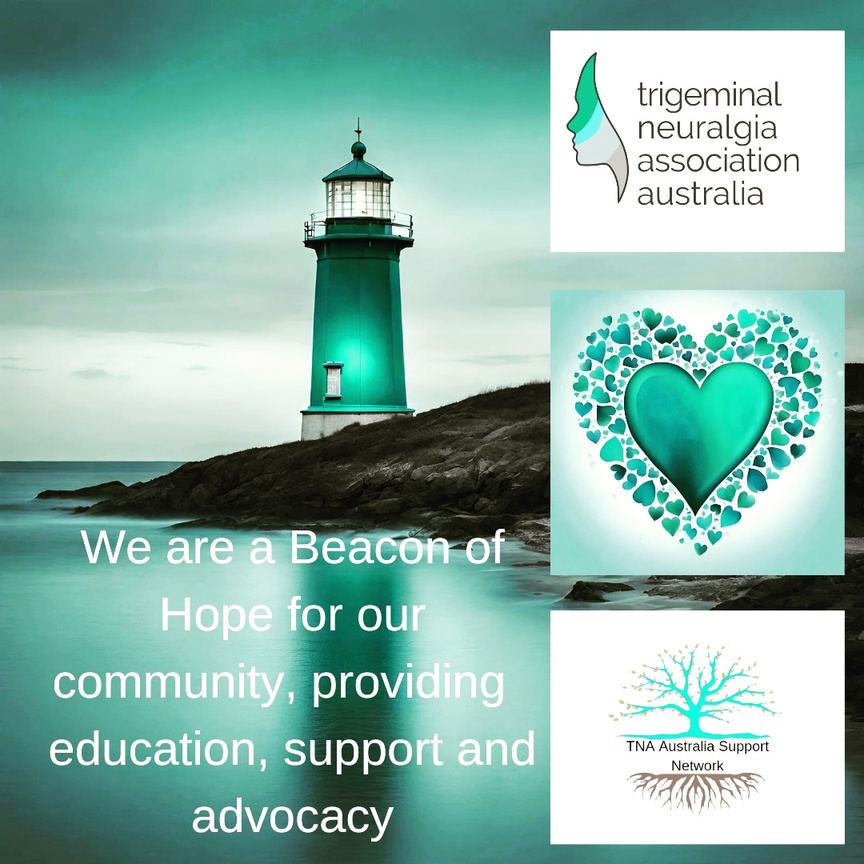 trigeminal
neuralgia
association
australia
We are a Beacon of
Hope for our
community, providing
education, support and
advocacy
TNA Australia Support
Network